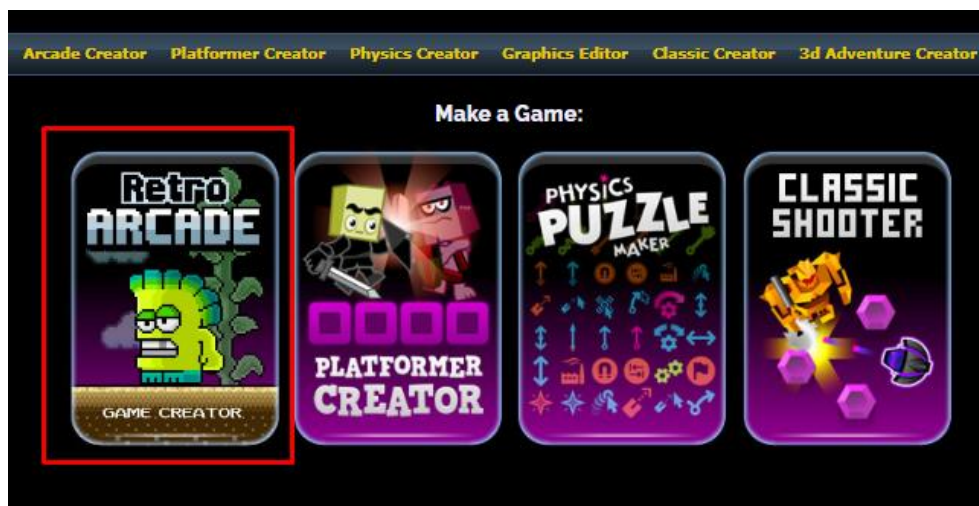 Arcade Creator Platformer Creator Physics Creator Graphics Editor Classic Creator 3d Adventure Creator
Make a Game:
Retro
ARCADE
GAME CREATOR
PLATFORMER
CREATOR
PHYSICS
PUZZLE
MAKER
CLASSIC
SHOOTER